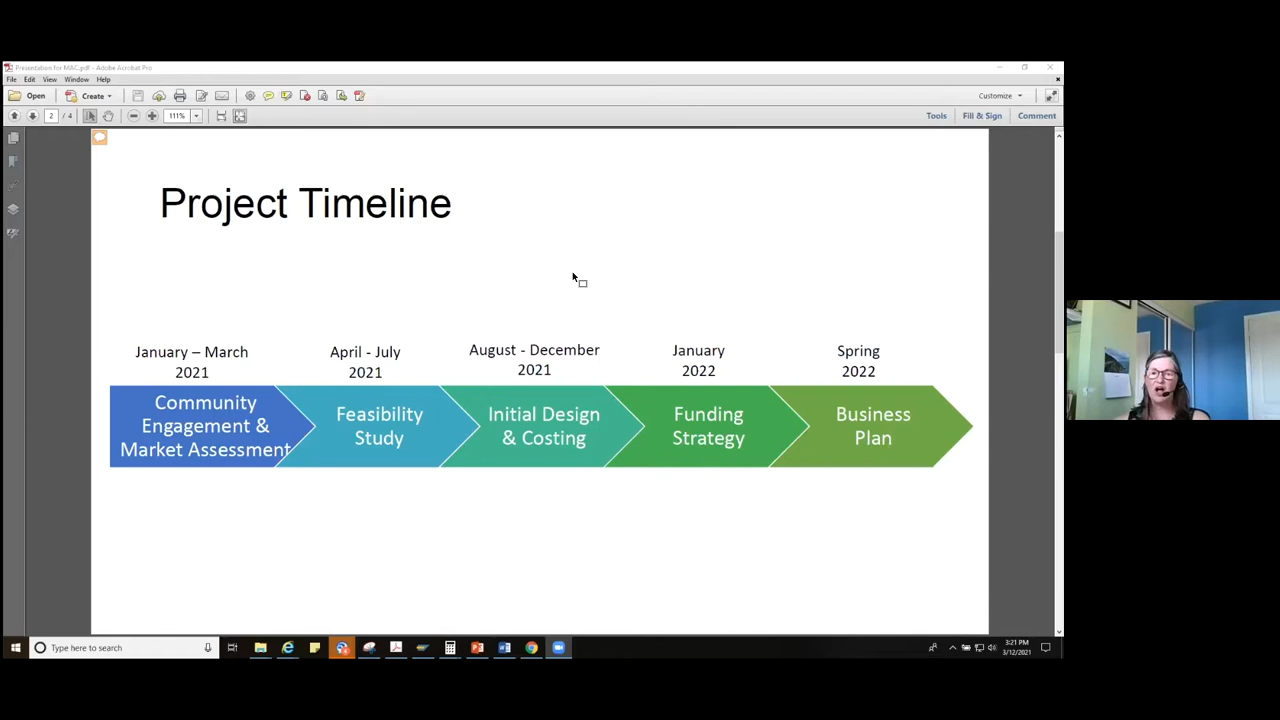 Presentation for MAC.pdf - Adobe Acrobat Pro
File Edit View Window Help
Open Create Customize
2 / 4 111% Tools Fill & Sign Comment
Project Timeline
January – March
2021
April - July
2021
August - December
2021
January
2022
Spring
2022
Community
Engagement &
Market Assessment
Feasibility
Study
Initial Design
& Costing
Funding
Strategy
Business
Plan
Type here to search
3:21 PM
3/12/2021